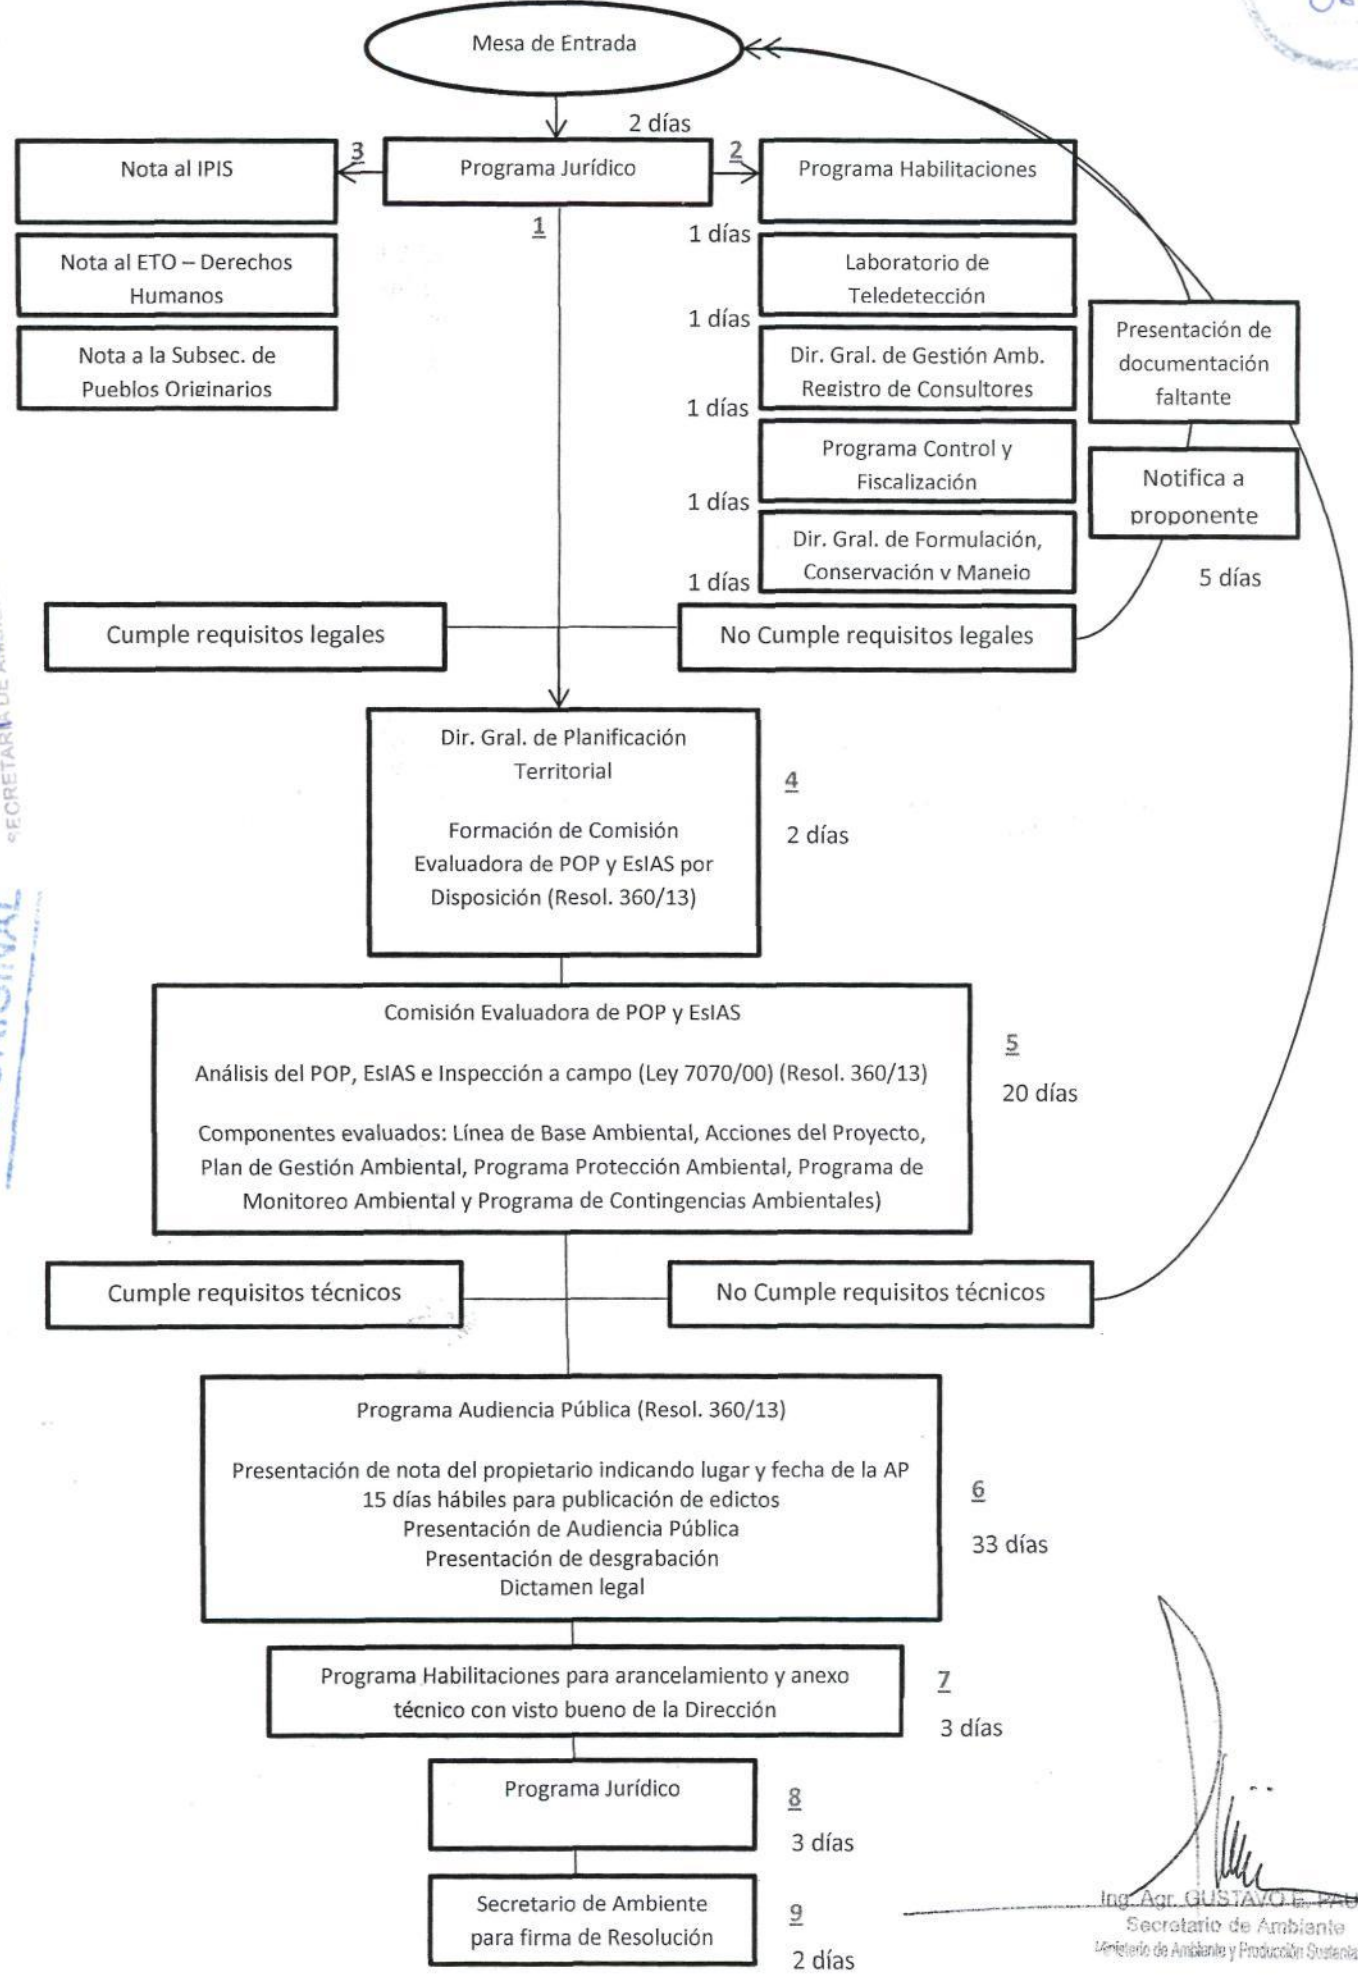 Mesa de Entrada
2 días
Nota al IPIS
3
Programa Jurídico
2
Programa Habilitaciones
1
1 días
Nota al ETO – Derechos
Humanos
Laboratorio de
Teledetección
1 días
Nota a la Subsec. de
Pueblos Originarios
Dir. Gral. de Gestión Amb.
Registro de Consultores
1 días
Presentación de
documentación
faltante
Programa Control y
Fiscalización
1 días
Notifica a
proponente
Dir. Gral. de Formulación,
Conservación y Manejo
1 días
5 días
Cumple requisitos legales
No Cumple requisitos legales
Dir. Gral. de Planificación
Territorial
Formación de Comisión
Evaluadora de POP y EsIAS por
Disposición (Resol. 360/13)
4
2 días
Comisión Evaluadora de POP y EsIAS
Análisis del POP, EsIAS e Inspección a campo (Ley 7070/00) (Resol. 360/13)
Componentes evaluados: Línea de Base Ambiental, Acciones del Proyecto,
Plan de Gestión Ambiental, Programa Protección Ambiental, Programa de
Monitoreo Ambiental y Programa de Contingencias Ambientales)
5
20 días
Cumple requisitos técnicos
No Cumple requisitos técnicos
Programa Audiencia Pública (Resol. 360/13)
Presentación de nota del propietario indicando lugar y fecha de la AP
15 días hábiles para publicación de edictos
Presentación de Audiencia Pública
Presentación de desgrabación
Dictamen legal
6
33 días
Programa Habilitaciones para arancelamiento y anexo
técnico con visto bueno de la Dirección
7
3 días
Programa Jurídico
8
3 días
Secretario de Ambiente
para firma de Resolución
9
2 días
Ing. Agr. GUSTAVO E. PAU
Secretario de Ambiente
Ministerio de Ambiente y Producción Sustenta
SECRETARIA DE